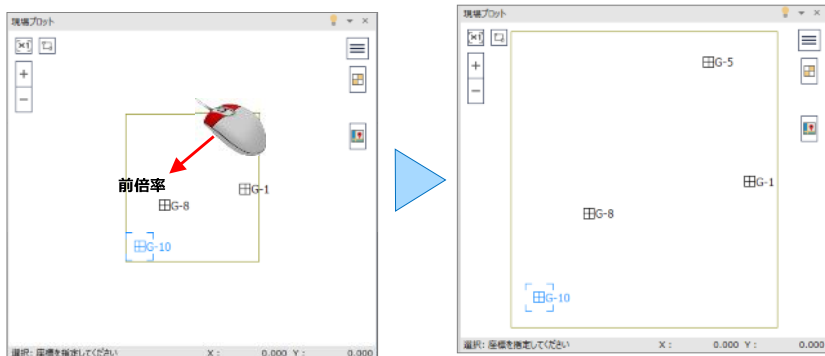 現場プロット
×1
+
−
前倍率
G-1
G-8
G-10
選択: 座標を指定してください X : 0.000 Y : 0.000
現場プロット
×1
G-5
+
−
G-1
G-8
G-10
選択: 座標を指定してください X : 0.000 Y : 0.000